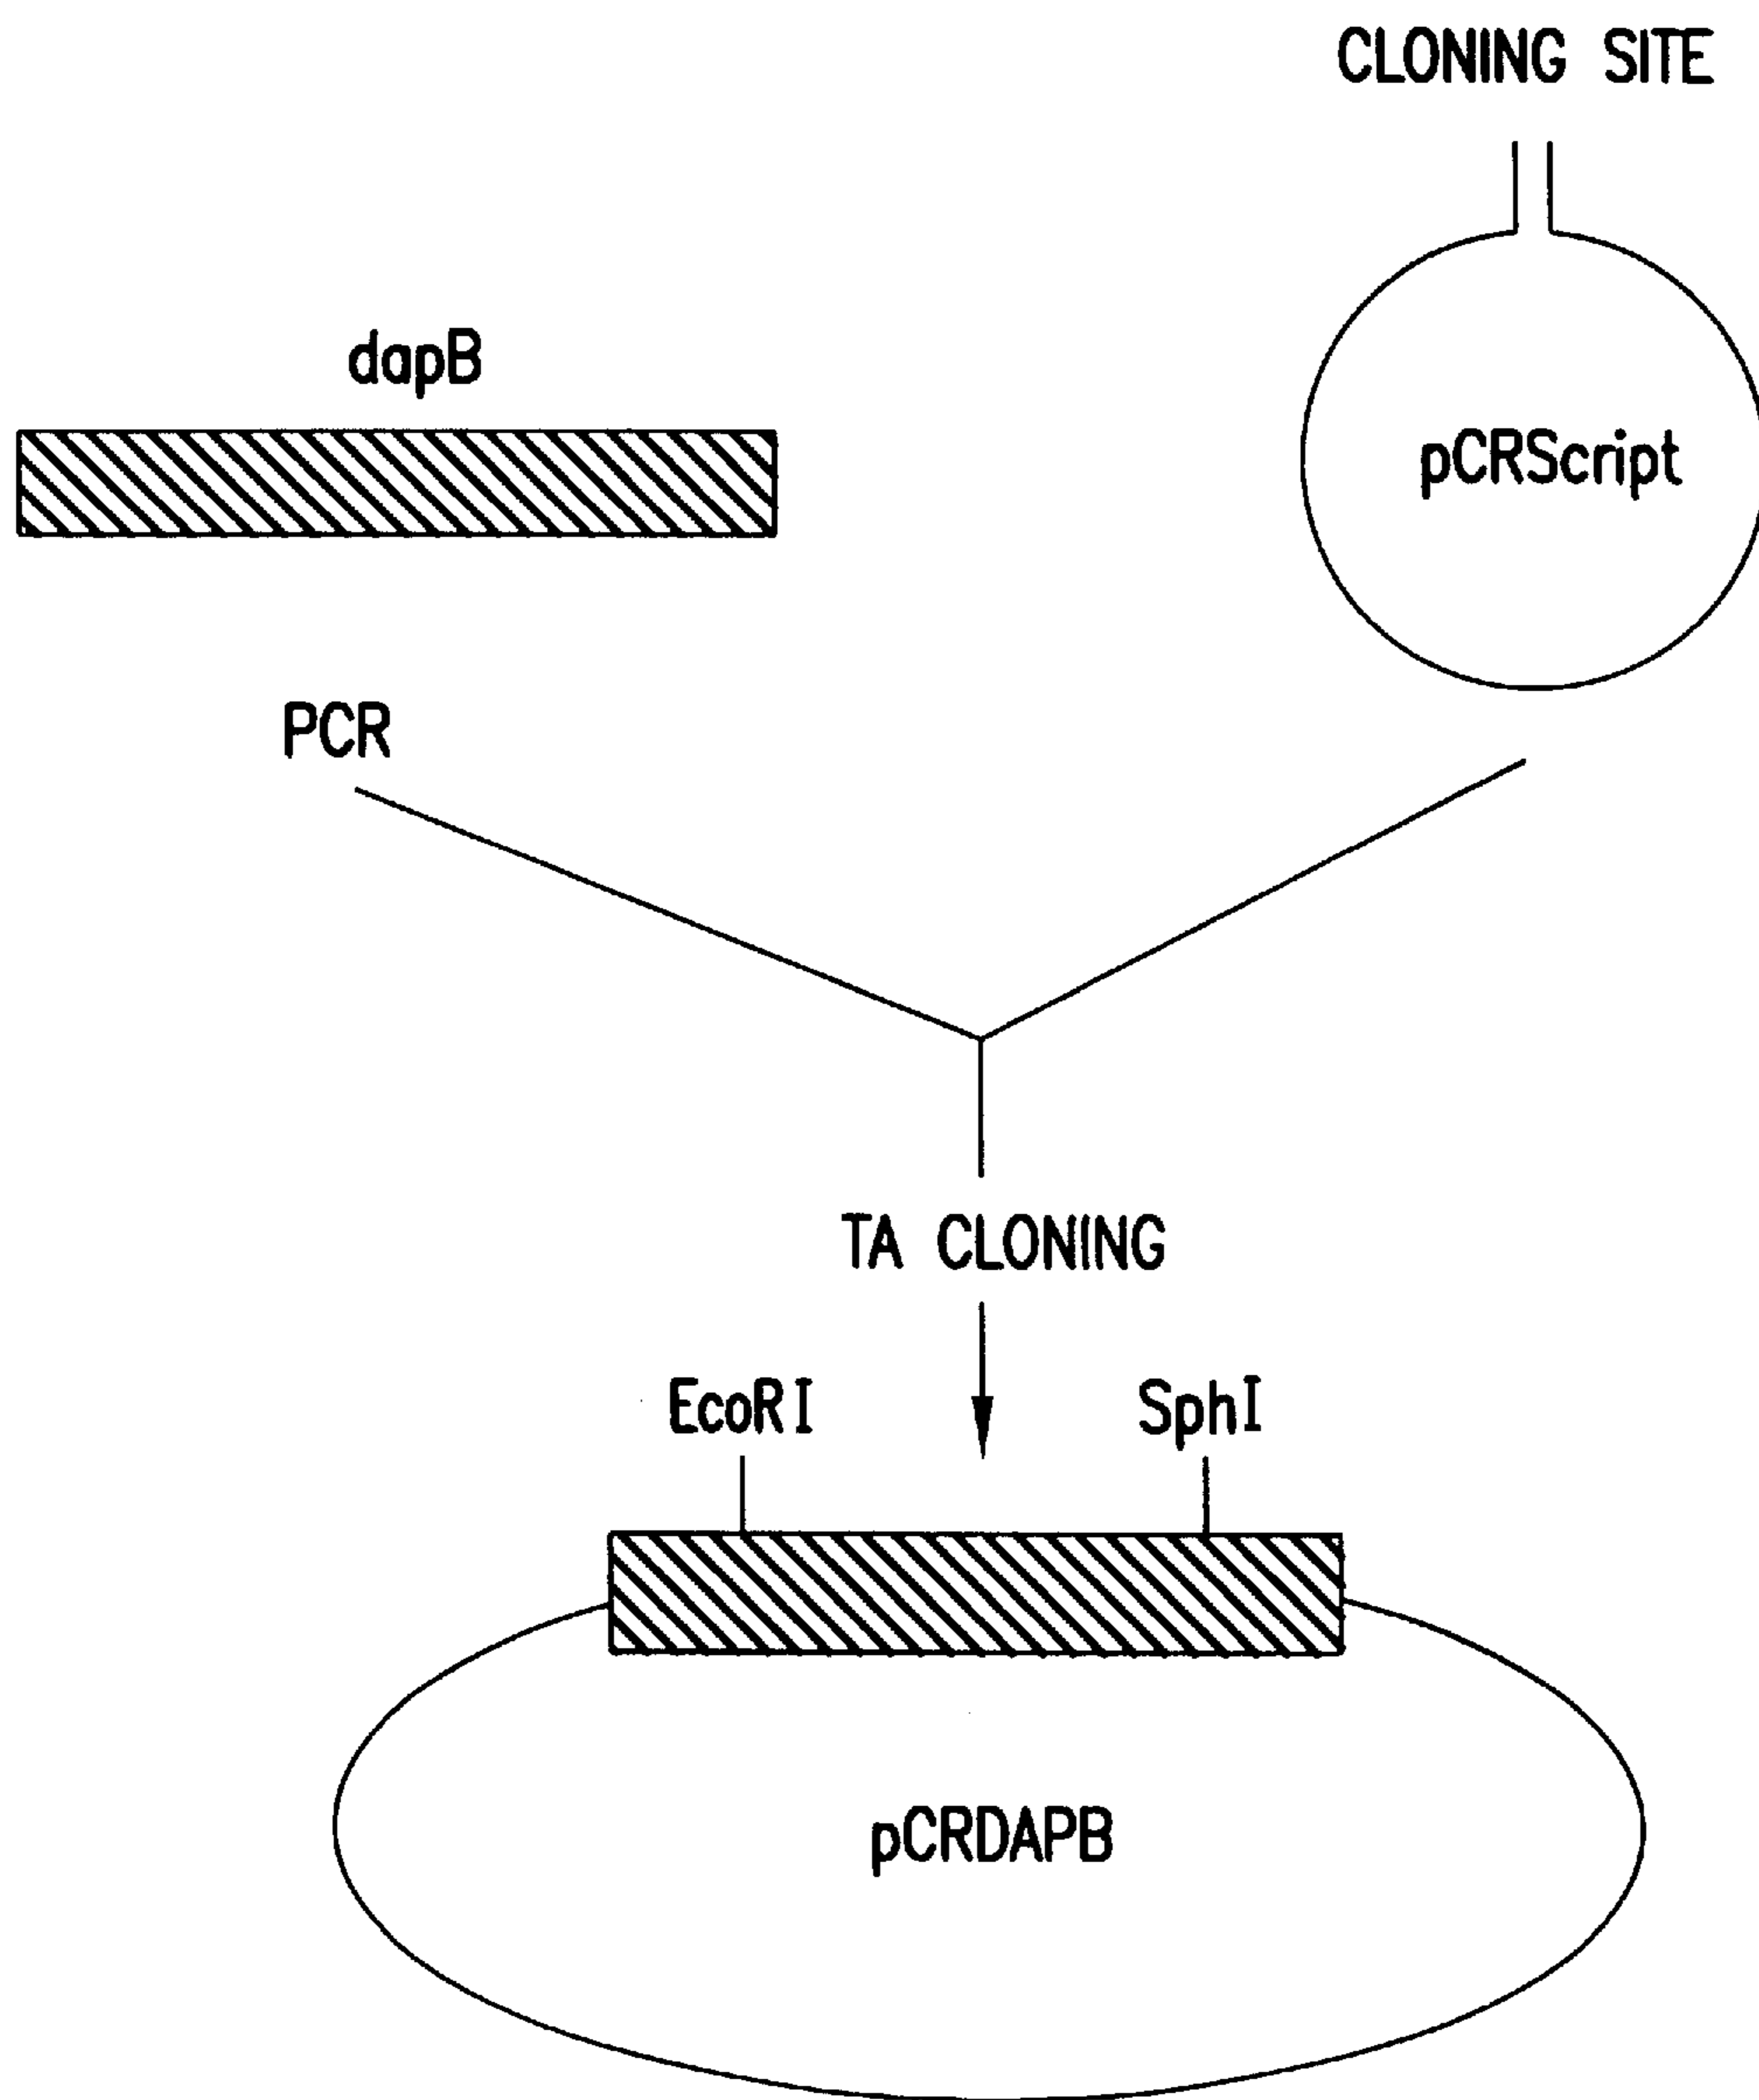 CLONING SITE
dapB
pCRScript
PCR
TA CLONING
EcoRI
SphI
pCRDAPB